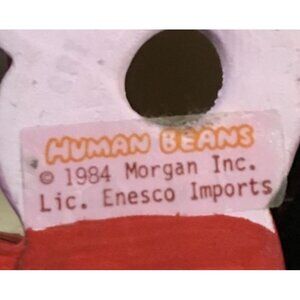 HUMAN BEANS
© 1984 Morgan Inc.
Lic. Enesco Imports